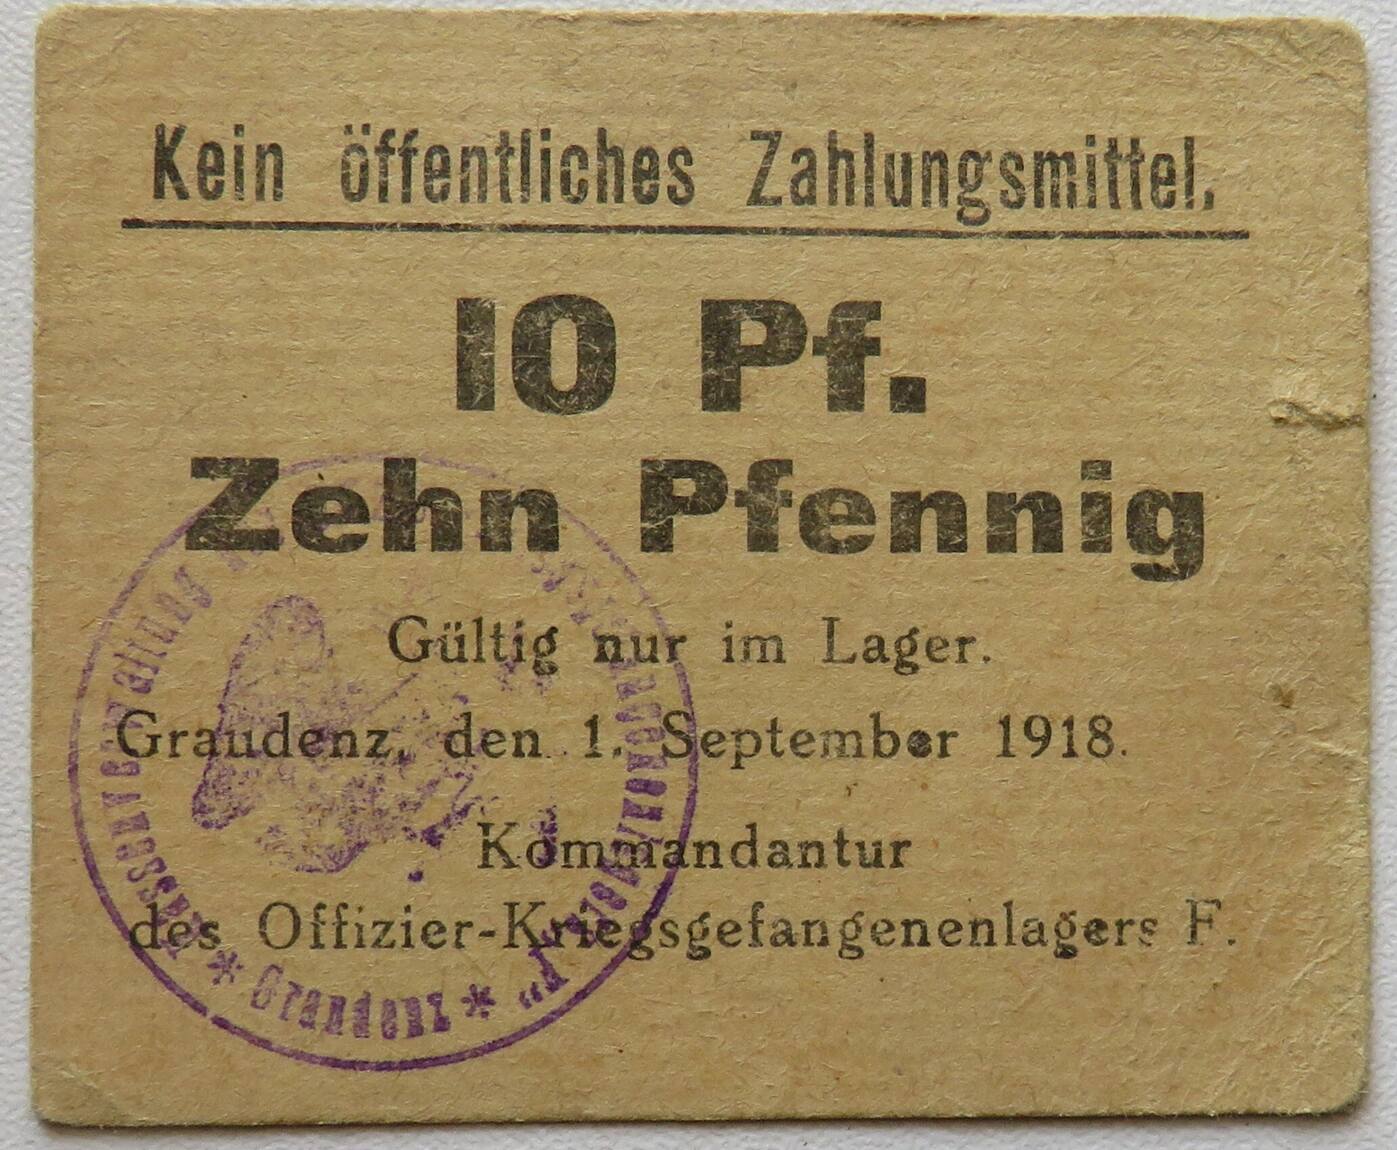 Kein öffentliches Zahlungsmittel.
10 Pf.
Zehn Pfennig
Gültig nur im Lager.
Graudenz, den 1. September 1918.
Kommandantur
des Offizier-Kriegsgefangenenlagers F.
Kassenverwaltung
"F"
* Graudenz *